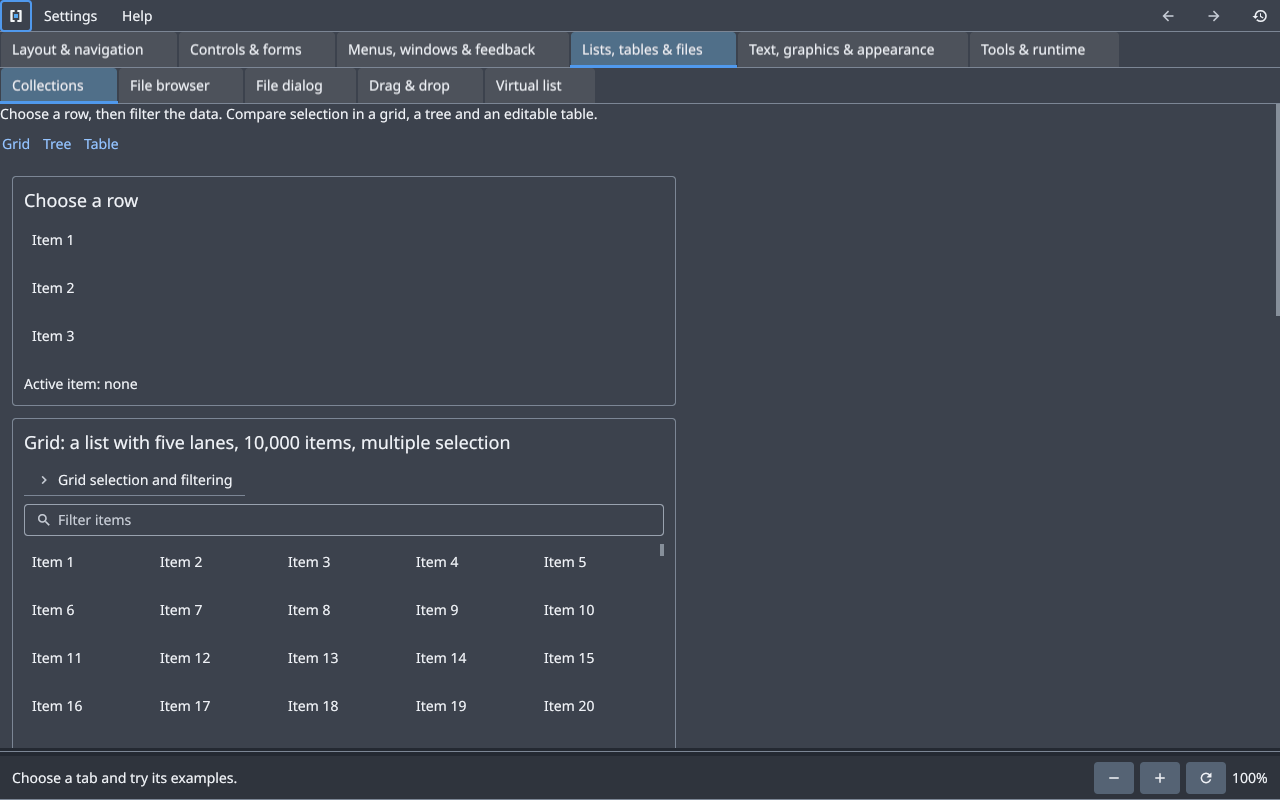 Settings Help
Layout & navigation Controls & forms Menus, windows & feedback Lists, tables & files Text, graphics & appearance Tools & runtime
Collections File browser File dialog Drag & drop Virtual list
Choose a row, then filter the data. Compare selection in a grid, a tree and an editable table.
Grid Tree Table
Choose a row
Item 1
Item 2
Item 3
Active item: none
Grid: a list with five lanes, 10,000 items, multiple selection
Grid selection and filtering
Filter items
Item 1 Item 2 Item 3 Item 4 Item 5
Item 6 Item 7 Item 8 Item 9 Item 10
Item 11 Item 12 Item 13 Item 14 Item 15
Item 16 Item 17 Item 18 Item 19 Item 20
Choose a tab and try its examples. 100%